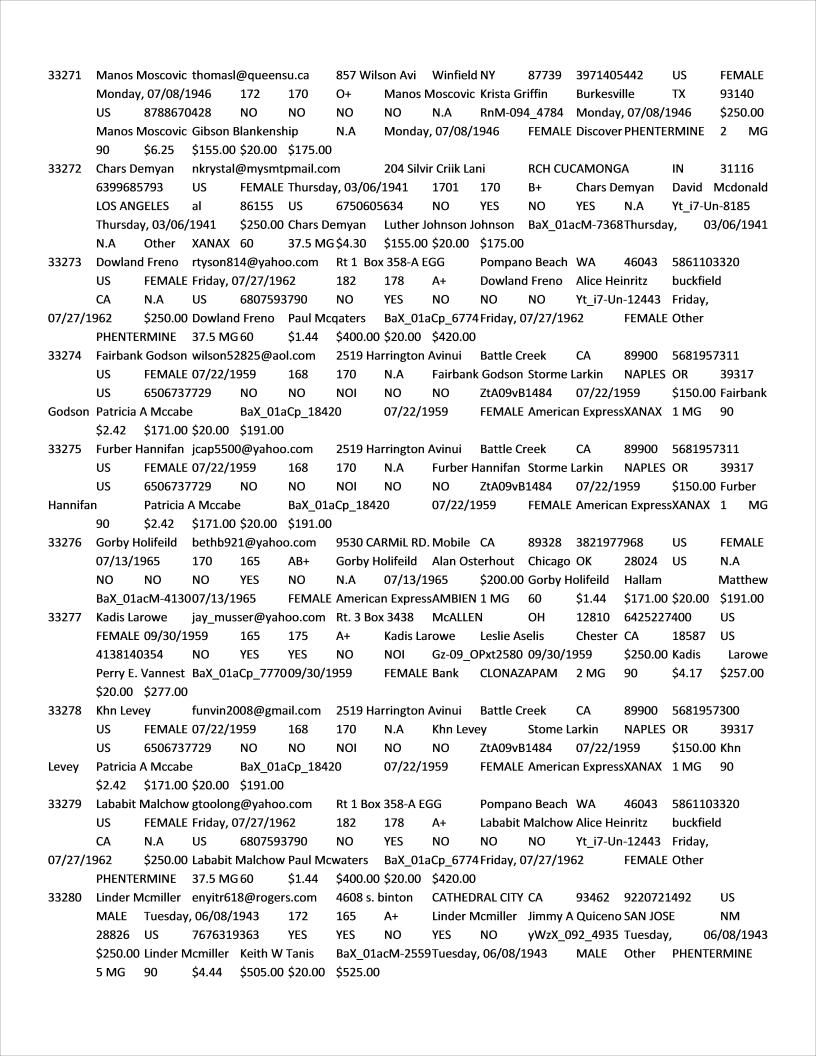 33271 Manos Moscovic thomasl@queensu.ca 857 Wilson Avi Winfield NY 87739 3971405442 US FEMALE
Monday, 07/08/1946 172 170 O+ Manos Moscovic Krista Griffin Burkesville TX 93140
US 8788670428 NO NO NO NO N.A RnM-094_4784 Monday, 07/08/1946 $250.00
Manos Moscovic Gibson Blankenship N.A Monday, 07/08/1946 FEMALE Discover PHENTERMINE 2 MG
90 $6.25 $155.00 $20.00 $175.00
33272 Chars Demyan nkrystal@mysmtpmail.com 204 Silvir Criik Lani RCH CUCAMONGA IN 31116
6399685793 US FEMALE Thursday, 03/06/1941 1701 170 B+ Chars Demyan David Mcdonald
LOS ANGELES al 86155 US 6750605634 NO YES NO YES N.A Yt_i7-Un-8185
Thursday, 03/06/1941 $250.00 Chars Demyan Luther Johnson Johnson BaX_01acM-7368 Thursday, 03/06/1941
N.A Other XANAX 60 37.5 MG $4.30 $155.00 $20.00 $175.00
33273 Dowland Freno rtyson814@yahoo.com Rt 1 Box 358-A EGG Pompano Beach WA 46043 5861103320
US FEMALE Friday, 07/27/1962 182 178 A+ Dowland Freno Alice Heinritz buckfield
CA N.A US 6807593790 NO YES NO NO NO Yt_i7-Un-12443 Friday,
07/27/1962 $250.00 Dowland Freno Paul Mcqaters BaX_01aCp_6774 Friday, 07/27/1962 FEMALE Other
PHENTERMINE 37.5 MG 60 $1.44 $400.00 $20.00 $420.00
33274 Fairbank Godson wilson52825@aol.com 2519 Harrington Avinui Battle Creek CA 89900 5681957311
US FEMALE 07/22/1959 168 170 N.A Fairbank Godson Storme Larkin NAPLES OR 39317
US 6506737729 NO NO NOI NO NO ZtA09vB1484 07/22/1959 $150.00 Fairbank
Godson Patricia A Mccabe BaX_01aCp_18420 07/22/1959 FEMALE American Express XANAX 1 MG 90
$2.42 $171.00 $20.00 $191.00
33275 Furber Hannifan jcap5500@yahoo.com 2519 Harrington Avinui Battle Creek CA 89900 5681957311
US FEMALE 07/22/1959 168 170 N.A Furber Hannifan Storme Larkin NAPLES OR 39317
US 6506737729 NO NO NOI NO NO ZtA09vB1484 07/22/1959 $150.00 Furber
Hannifan Patricia A Mccabe BaX_01aCp_18420 07/22/1959 FEMALE American Express XANAX 1 MG
90 $2.42 $171.00 $20.00 $191.00
33276 Gorby Holifeild bethb921@yahoo.com 9530 CARMiL RD. Mobile CA 89328 3821977968 US FEMALE
07/13/1965 170 165 AB+ Gorby Holifeild Alan Osterhout Chicago OK 28024 US N.A
NO NO NO YES NO N.A 07/13/1965 $200.00 Gorby Holifeild Hallam Matthew
BaX_01acM-4130 07/13/1965 FEMALE American Express AMBIEN 1 MG 60 $1.44 $171.00 $20.00 $191.00
33277 Kadis Larowe jay_musser@yahoo.com Rt. 3 Box 3438 McALLEN OH 12810 6425227400 US
FEMALE 09/30/1959 165 175 A+ Kadis Larowe Leslie Aselis Chester CA 18587 US
4138140354 NO YES YES NO NOI Gz-09_OPxt2580 09/30/1959 $250.00 Kadis Larowe
Perry E. Vannest BaX_01aCp_7770 09/30/1959 FEMALE Bank CLONAZAPAM 2 MG 90 $4.17 $257.00
$20.00 $277.00
33278 Khn Levey funvin2008@gmail.com 2519 Harrington Avinui Battle Creek CA 89900 5681957300
US FEMALE 07/22/1959 168 170 N.A Khn Levey Stome Larkin NAPLES OR 39317
US 6506737729 NO NO NOI NO NO ZtA09vB1484 07/22/1959 $150.00 Khn
Levey Patricia A Mccabe BaX_01aCp_18420 07/22/1959 FEMALE American Express XANAX 1 MG 90
$2.42 $171.00 $20.00 $191.00
33279 Lababit Malchow gtoolong@yahoo.com Rt 1 Box 358-A EGG Pompano Beach WA 46043 5861103320
US FEMALE Friday, 07/27/1962 182 178 A+ Lababit Malchow Alice Heinritz buckfield
CA N.A US 6807593790 NO YES NO NO NO Yt_i7-Un-12443 Friday,
07/27/1962 $250.00 Lababit Malchow Paul Mcwaters BaX_01aCp_6774 Friday, 07/27/1962 FEMALE Other
PHENTERMINE 37.5 MG 60 $1.44 $400.00 $20.00 $420.00
33280 Linder Mcmiller enyitr618@rogers.com 4608 s. binton CATHEDRAL CITY CA 93462 9220721492 US
MALE Tuesday, 06/08/1943 172 165 A+ Linder Mcmiller Jimmy A Quiceno SAN JOSE NM
28826 US 7676319363 YES YES NO YES NO yWzX_092_4935 Tuesday, 06/08/1943
$250.00 Linder Mcmiller Keith W Tanis BaX_01acM-2559 Tuesday, 06/08/1943 MALE Other PHENTERMINE
5 MG 90 $4.44 $505.00 $20.00 $525.00